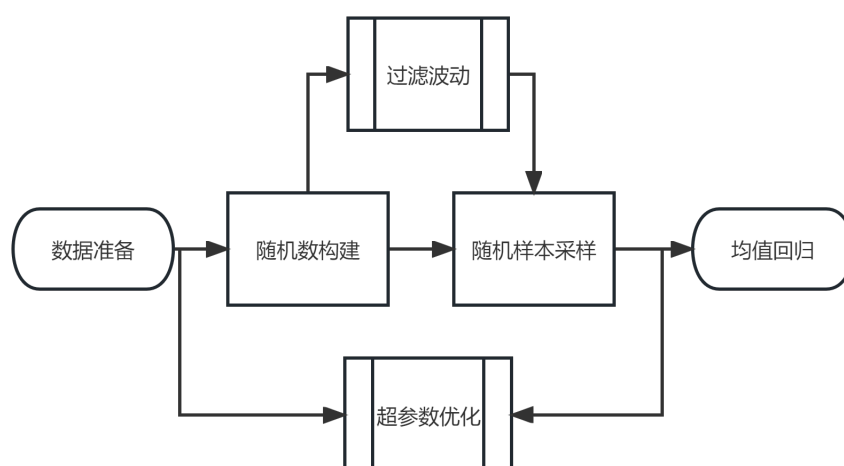 过滤波动
数据准备
随机数构建
随机样本采样
均值回归
超参数优化